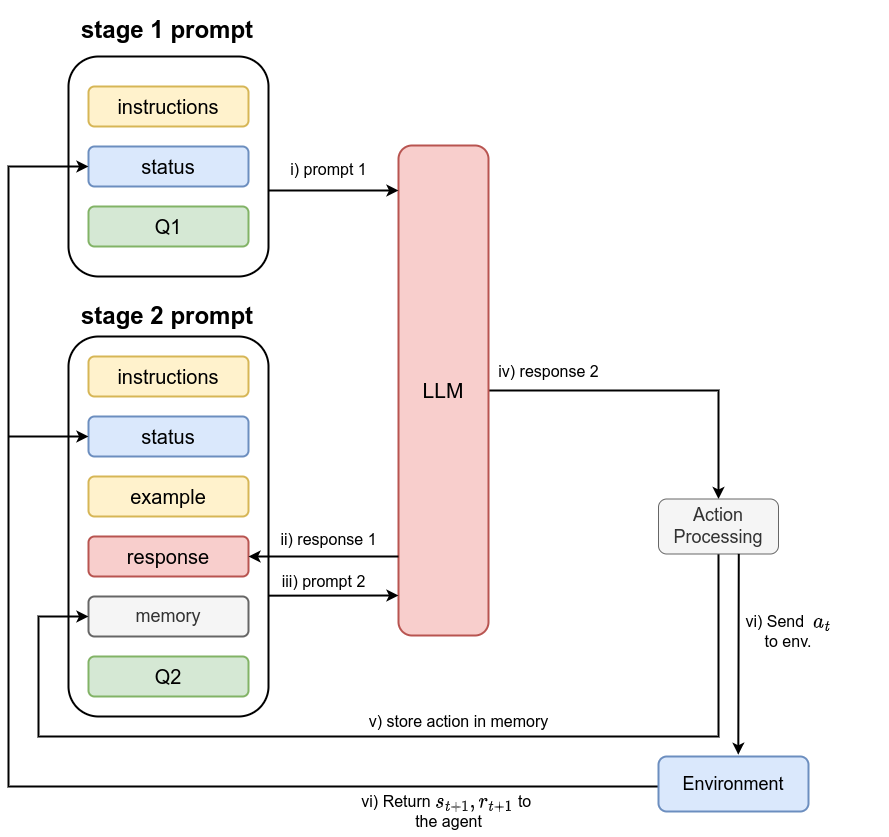 stage 1 prompt
instructions
status
Q1
i) prompt 1
stage 2 prompt
instructions
status
example
response
memory
Q2
ii) response 1
iii) prompt 2
LLM
iv) response 2
Action
Processing
vi) Send a_t
to env.
v) store action in memory
Environment
vi) Return s_{t+1}, r_{t+1} to
the agent